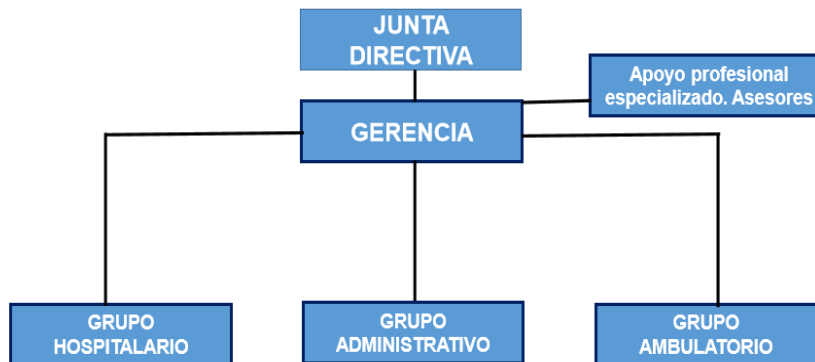 JUNTA
DIRECTIVA
Apoyo profesional
especializado. Asesores
GERENCIA
GRUPO
HOSPITALARIO
GRUPO
ADMINISTRATIVO
GRUPO
AMBULATORIO